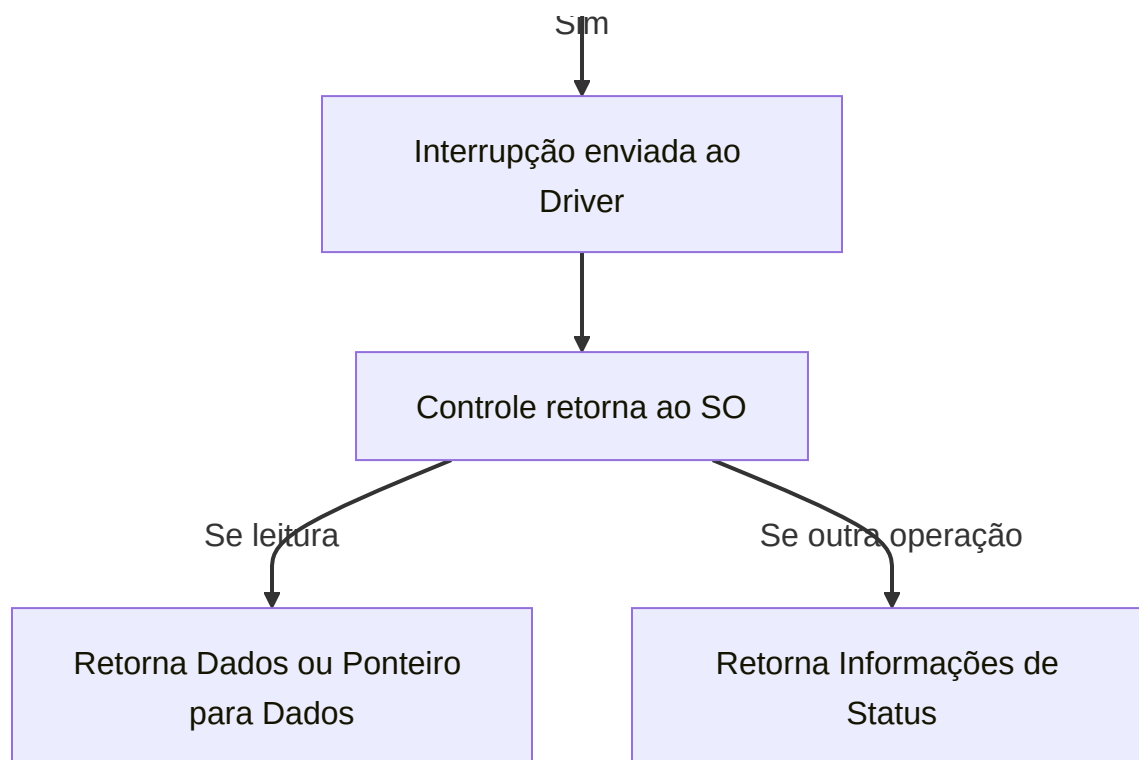 Sim
Interrupção enviada ao
Driver
Controle retorna ao SO
Se leitura
Se outra operação
Retorna Dados ou Ponteiro
para Dados
Retorna Informações de
Status